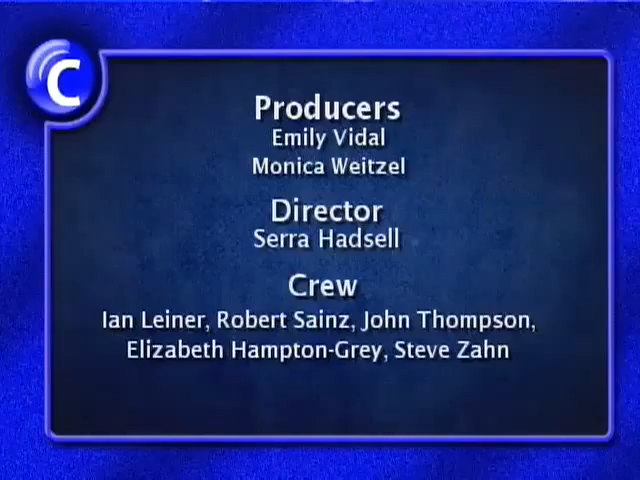 C
Producers
Emily Vidal
Monica Weitzel
Director
Serra Hadsell
Crew
Ian Leiner, Robert Sainz, John Thompson,
Elizabeth Hampton-Grey, Steve Zahn